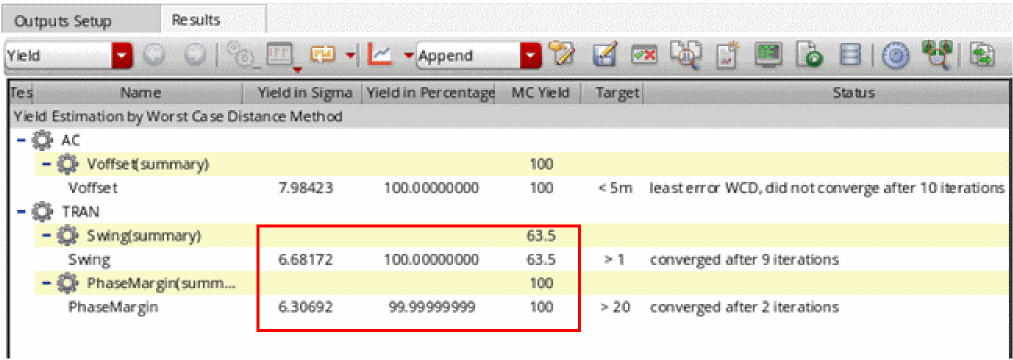 Outputs Setup Results
Yield Append
Tes Name Yield in Sigma Yield in Percentage MC Yield Target Status
Yield Estimation by Worst Case Distance Method
AC
Voffset(summary) 100
Voffset 7.98423 100.00000000 100 < 5m least error WCD, did not converge after 10 iterations
TRAN
Swing(summary) 63.5
Swing 6.68172 100.00000000 63.5 > 1 converged after 9 iterations
PhaseMargin(summ... 100
PhaseMargin 6.30692 99.99999999 100 > 20 converged after 2 iterations